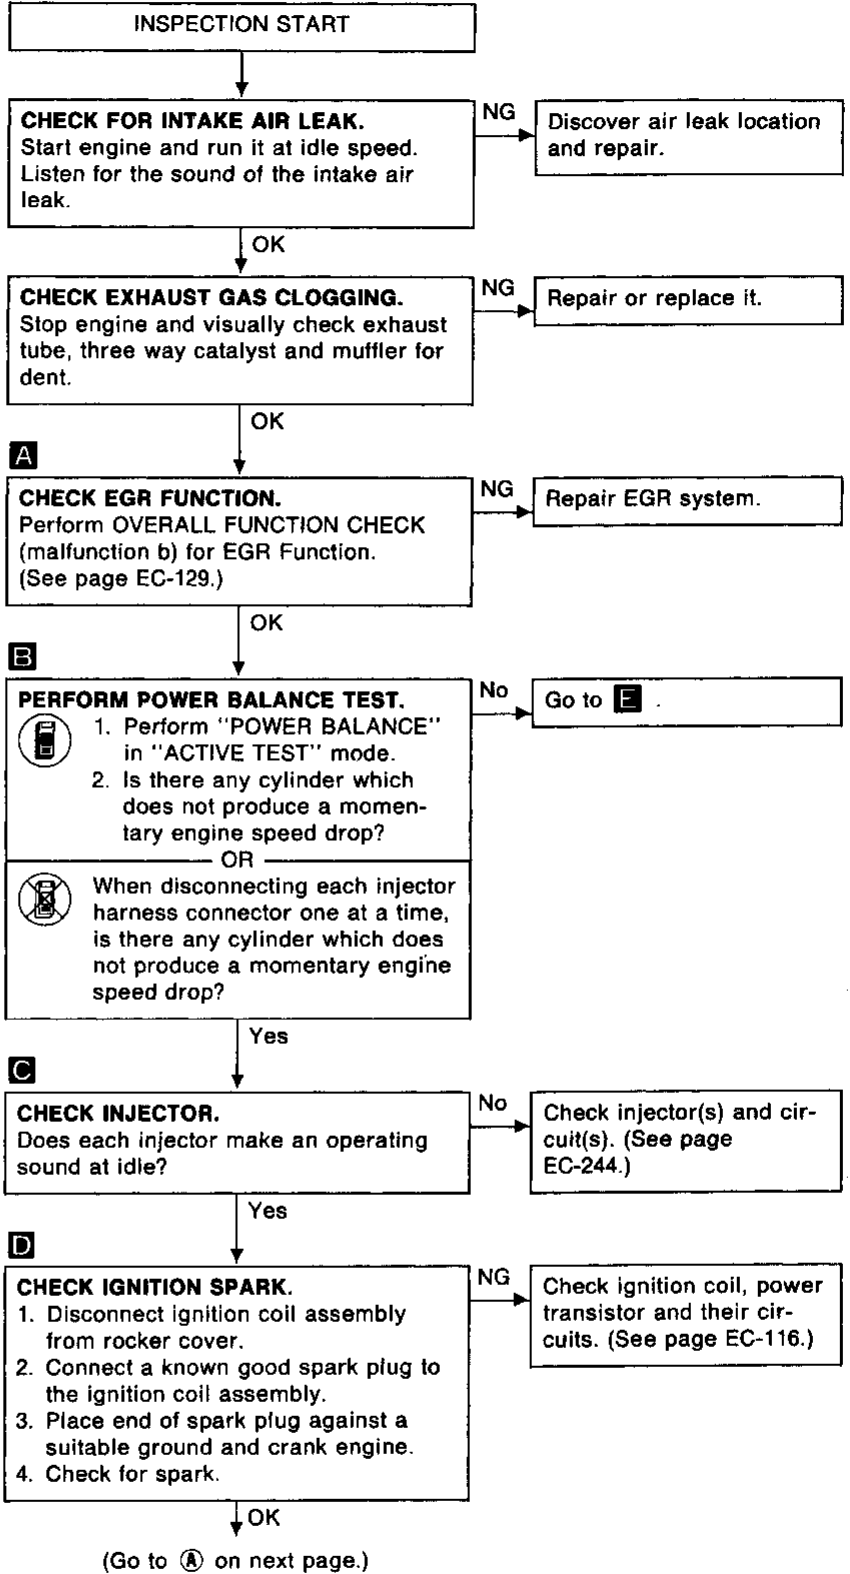 INSPECTION START
CHECK FOR INTAKE AIR LEAK.
Start engine and run it at idle speed.
Listen for the sound of the intake air
leak.
NG
Discover air leak location
and repair.
OK
CHECK EXHAUST GAS CLOGGING.
Stop engine and visually check exhaust
tube, three way catalyst and muffler for
dent.
NG
Repair or replace it.
OK
A
CHECK EGR FUNCTION.
Perform OVERALL FUNCTION CHECK
(malfunction b) for EGR Function.
(See page EC-129.)
NG
Repair EGR system.
OK
B
PERFORM POWER BALANCE TEST.
1. Perform "POWER BALANCE"
in "ACTIVE TEST" mode.
2. Is there any cylinder which
does not produce a momen-
tary engine speed drop?
No
Go to E .
OR
When disconnecting each injector
harness connector one at a time,
is there any cylinder which does
not produce a momentary engine
speed drop?
Yes
C
CHECK INJECTOR.
Does each injector make an operating
sound at idle?
No
Check injector(s) and cir-
cuit(s). (See page
EC-244.)
Yes
D
CHECK IGNITION SPARK.
1. Disconnect ignition coil assembly
from rocker cover.
2. Connect a known good spark plug to
the ignition coil assembly.
3. Place end of spark plug against a
suitable ground and crank engine.
4. Check for spark.
NG
Check ignition coil, power
transistor and their cir-
cuits. (See page EC-116.)
OK
(Go to Ⓐ on next page.)